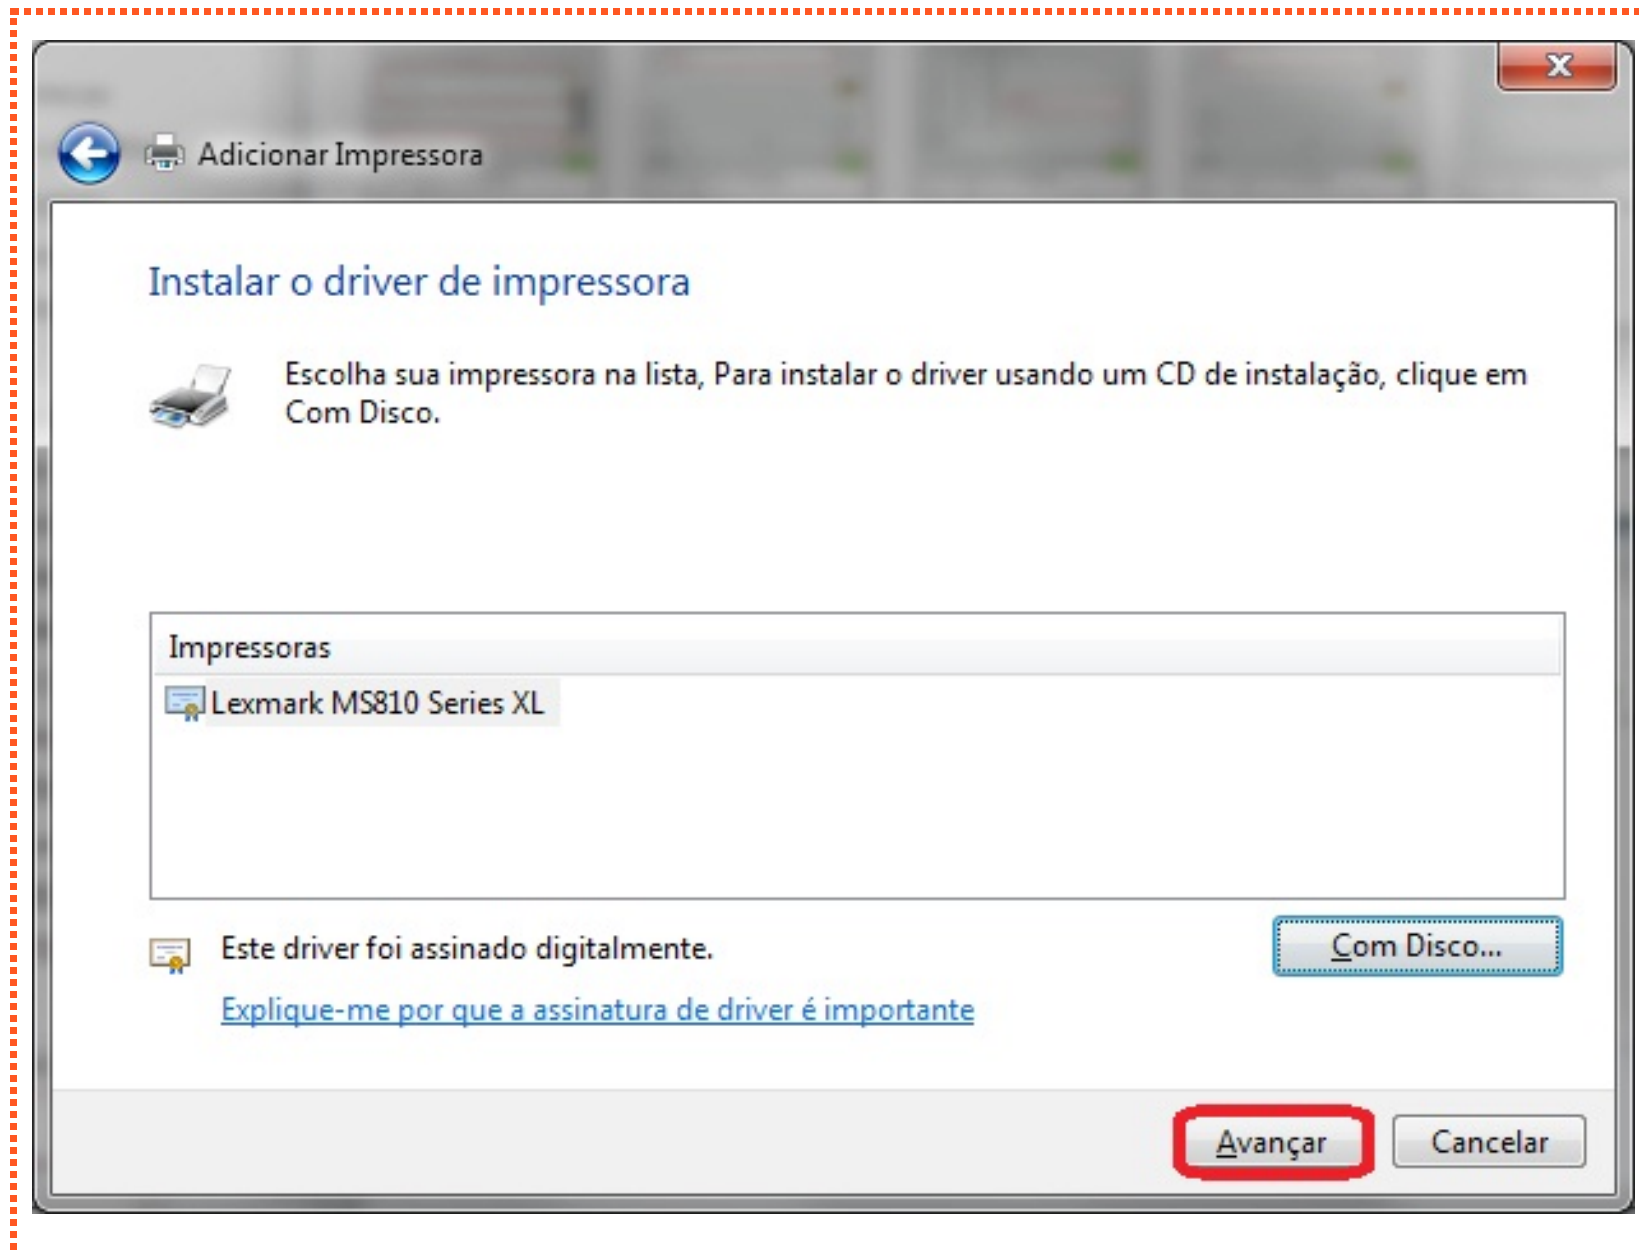 Adicionar Impressora
Instalar o driver de impressora
Escolha sua impressora na lista, Para instalar o driver usando um CD de instalação, clique em
Com Disco.
Impressoras
Lexmark MS810 Series XL
Este driver foi assinado digitalmente.
Com Disco...
Explique-me por que a assinatura de driver é importante
Avançar
Cancelar